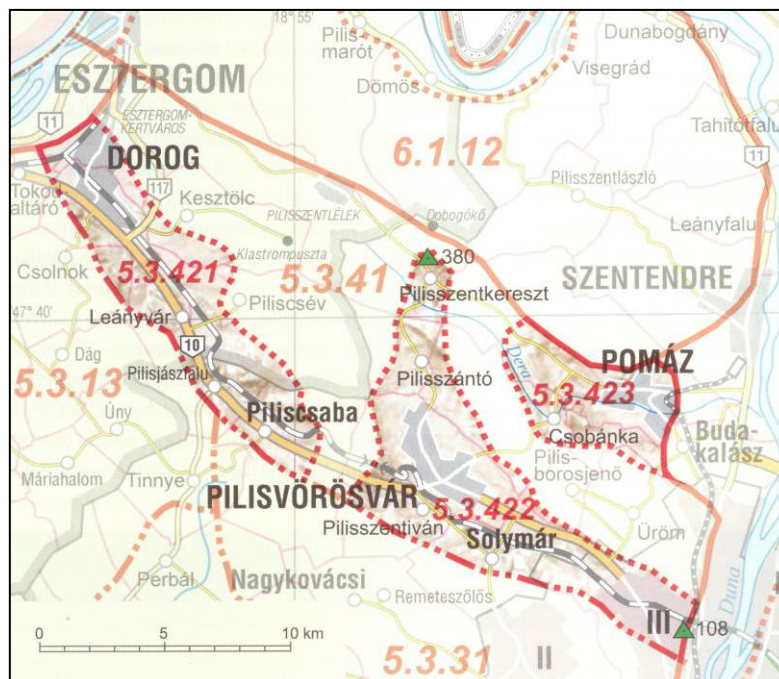 18° 55'
Pilis-
marót
Dunabogdány
Visegrád
ESZTERGOM
Dömös
ESZTERGOM-
KERTVÁROS
Tahitótfalu
11
6.1.12
11
DOROG
Tokod
altáró
117
Kesztölc
Pilisszentlászló
PILISSZENTLÉLEK
Dobogókő
Leányfalu
Klastrompuszta
380
Csolnok
5.3.421
5.3.41
SZENTENDRE
Pilisszentkereszt
Piliscsév
47° 40'
Leányvár
Dera
POMÁZ
10
Dág
Pilisszántó
5.3.13
Pilisjászfalu
5.3.423
Piliscsaba
Csobánka
Úny
Buda-
kalász
Pilis-
borosjenő
Máriahalom
Tinnye
PILISVÖRÖSVÁR
5.3.422
Pilisszentiván
Üröm
Solymár
Perbál
Nagykovácsi
Remeteszőlős
Duna
III
108
0 5 10 km
5.3.31
II